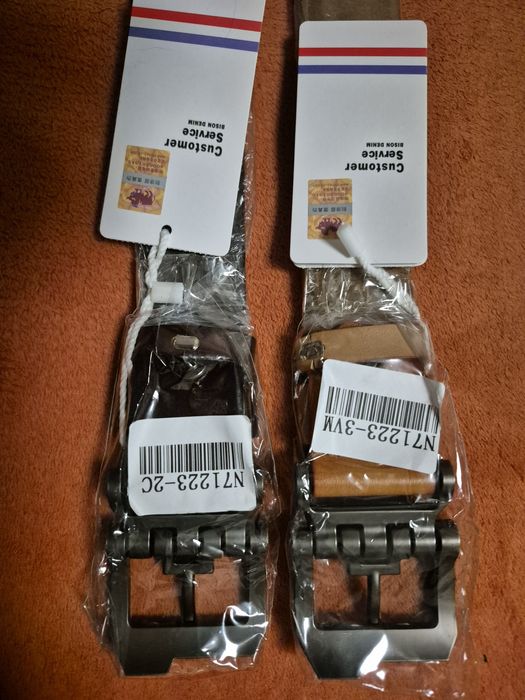 Customer
Service
BISON DENIM
N71223-2C
Customer
Service
BISON DENIM
N71223-3VM